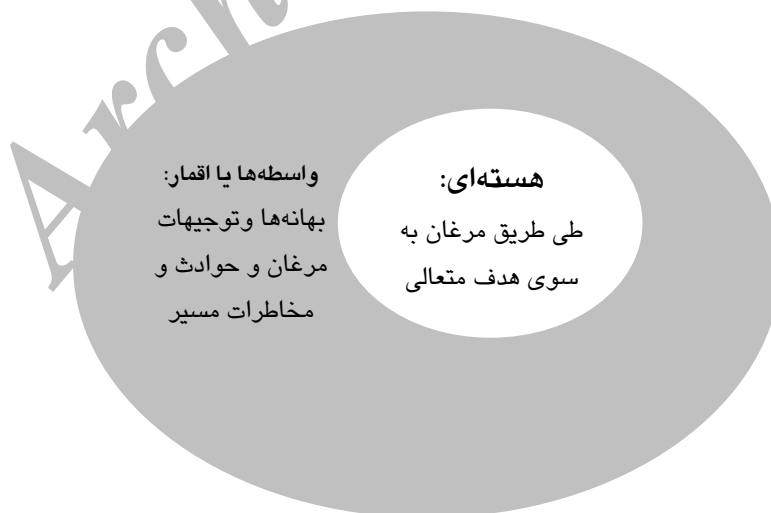 هسته‌ای:
طی طریق مرغان به
سوی هدف متعالی
واسطه‌ها یا اقمار:
بهانه‌ها وتوجیهات
مرغان و حوادث و
مخاطرات مسیر
Arch